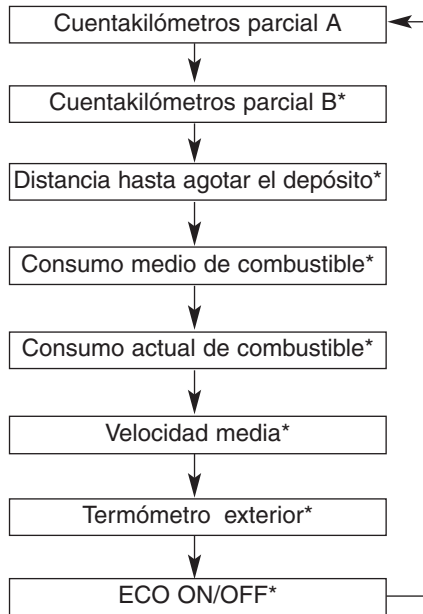 Cuentakilómetros parcial A
Cuentakilómetros parcial B*
Distancia hasta agotar el depósito*
Consumo medio de combustible*
Consumo actual de combustible*
Velocidad media*
Termómetro exterior*
ECO ON/OFF*